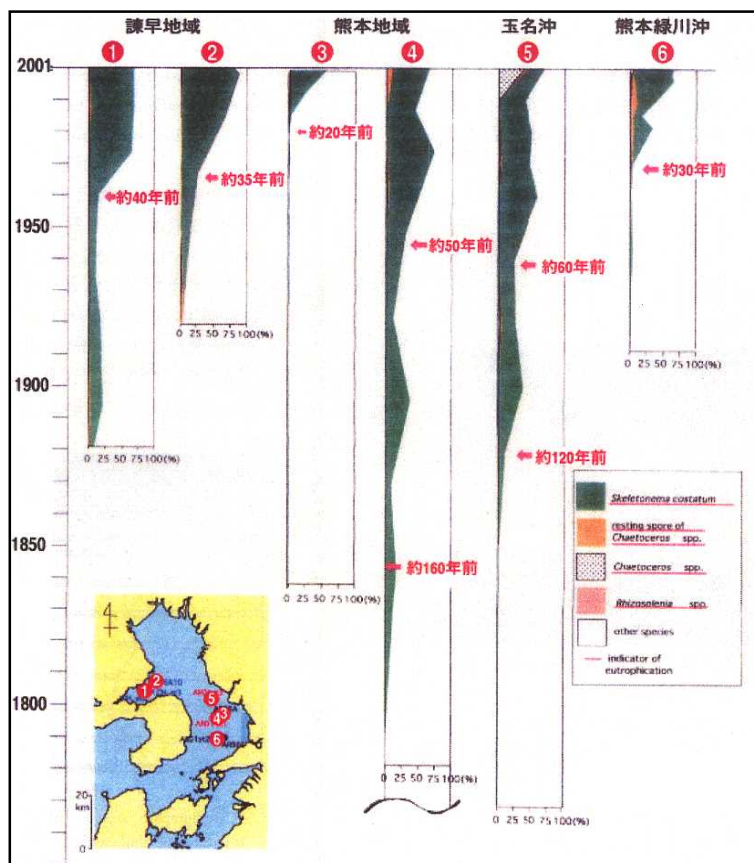 諫早地域 熊本地域 玉名沖 熊本緑川沖
1 2 3 4 5 6
2001
約20年前
約35年前 約30年前
約40年前
1950
約50年前
約60年前
0 25 50 75 100(%)
0 25 50 75 100(%)
1900
0 25 50 75 100(%)
約120年前
Skeletonema costatum
resting spore of
Chaetoceros spp.
Chaetoceros spp.
Rhizosolenia spp.
other species
indicator of
eutrophication
1850
約160年前
0 25 50 75 100(%)
1800
0 25 50 75 100(%)
0 25 50 75 100(%)
1
2
5
3
4
6
20
km
0